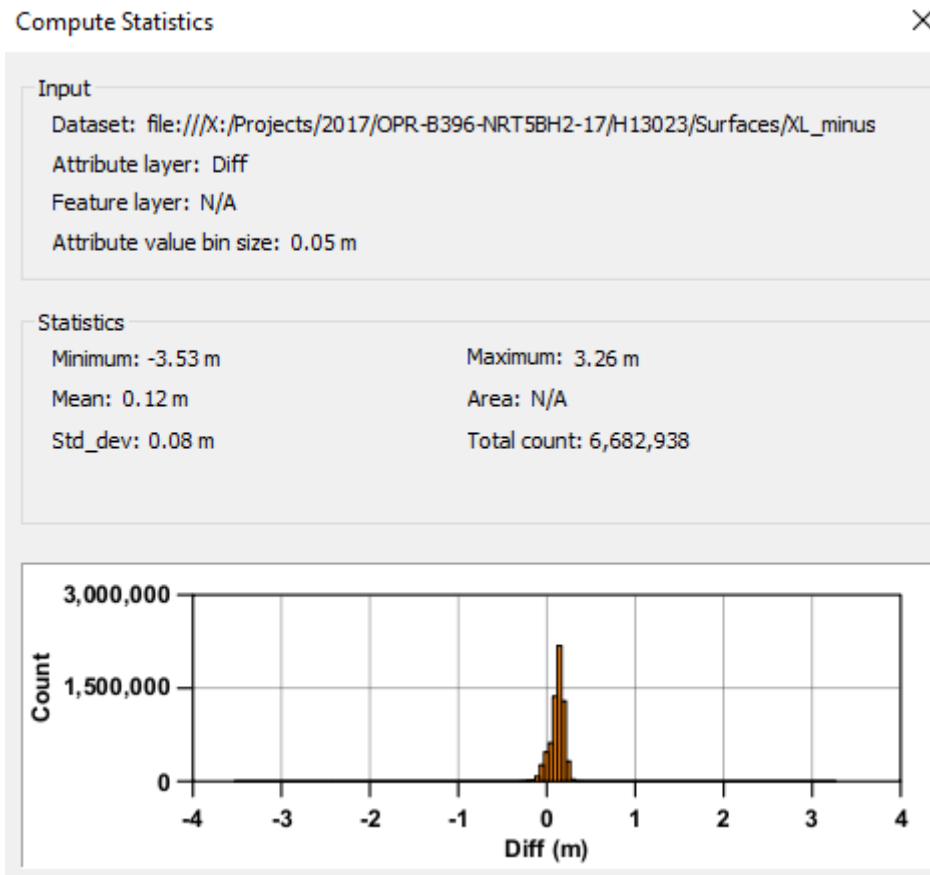 Compute Statistics
Input
Dataset: file:///X:/Projects/2017/OPR-B396-NRT5BH2-17/H13023/Surfaces/XL_minus
Attribute layer: Diff
Feature layer: N/A
Attribute value bin size: 0.05 m
Statistics
Minimum: -3.53 m Maximum: 3.26 m
Mean: 0.12 m Area: N/A
Std_dev: 0.08 m Total count: 6,682,938
3,000,000
1,500,000
0
Count
-4 -3 -2 -1 0 1 2 3 4
Diff (m)